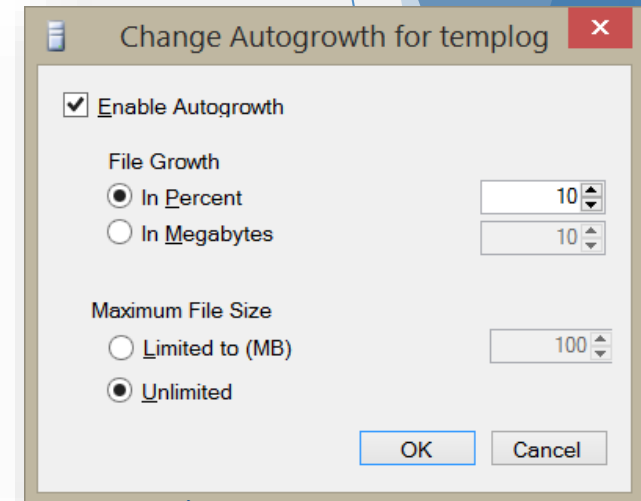 Change Autogrowth for templog
Enable Autogrowth
File Growth
In Percent 10
In Megabytes 10
Maximum File Size
Limited to (MB) 100
Unlimited
OK Cancel